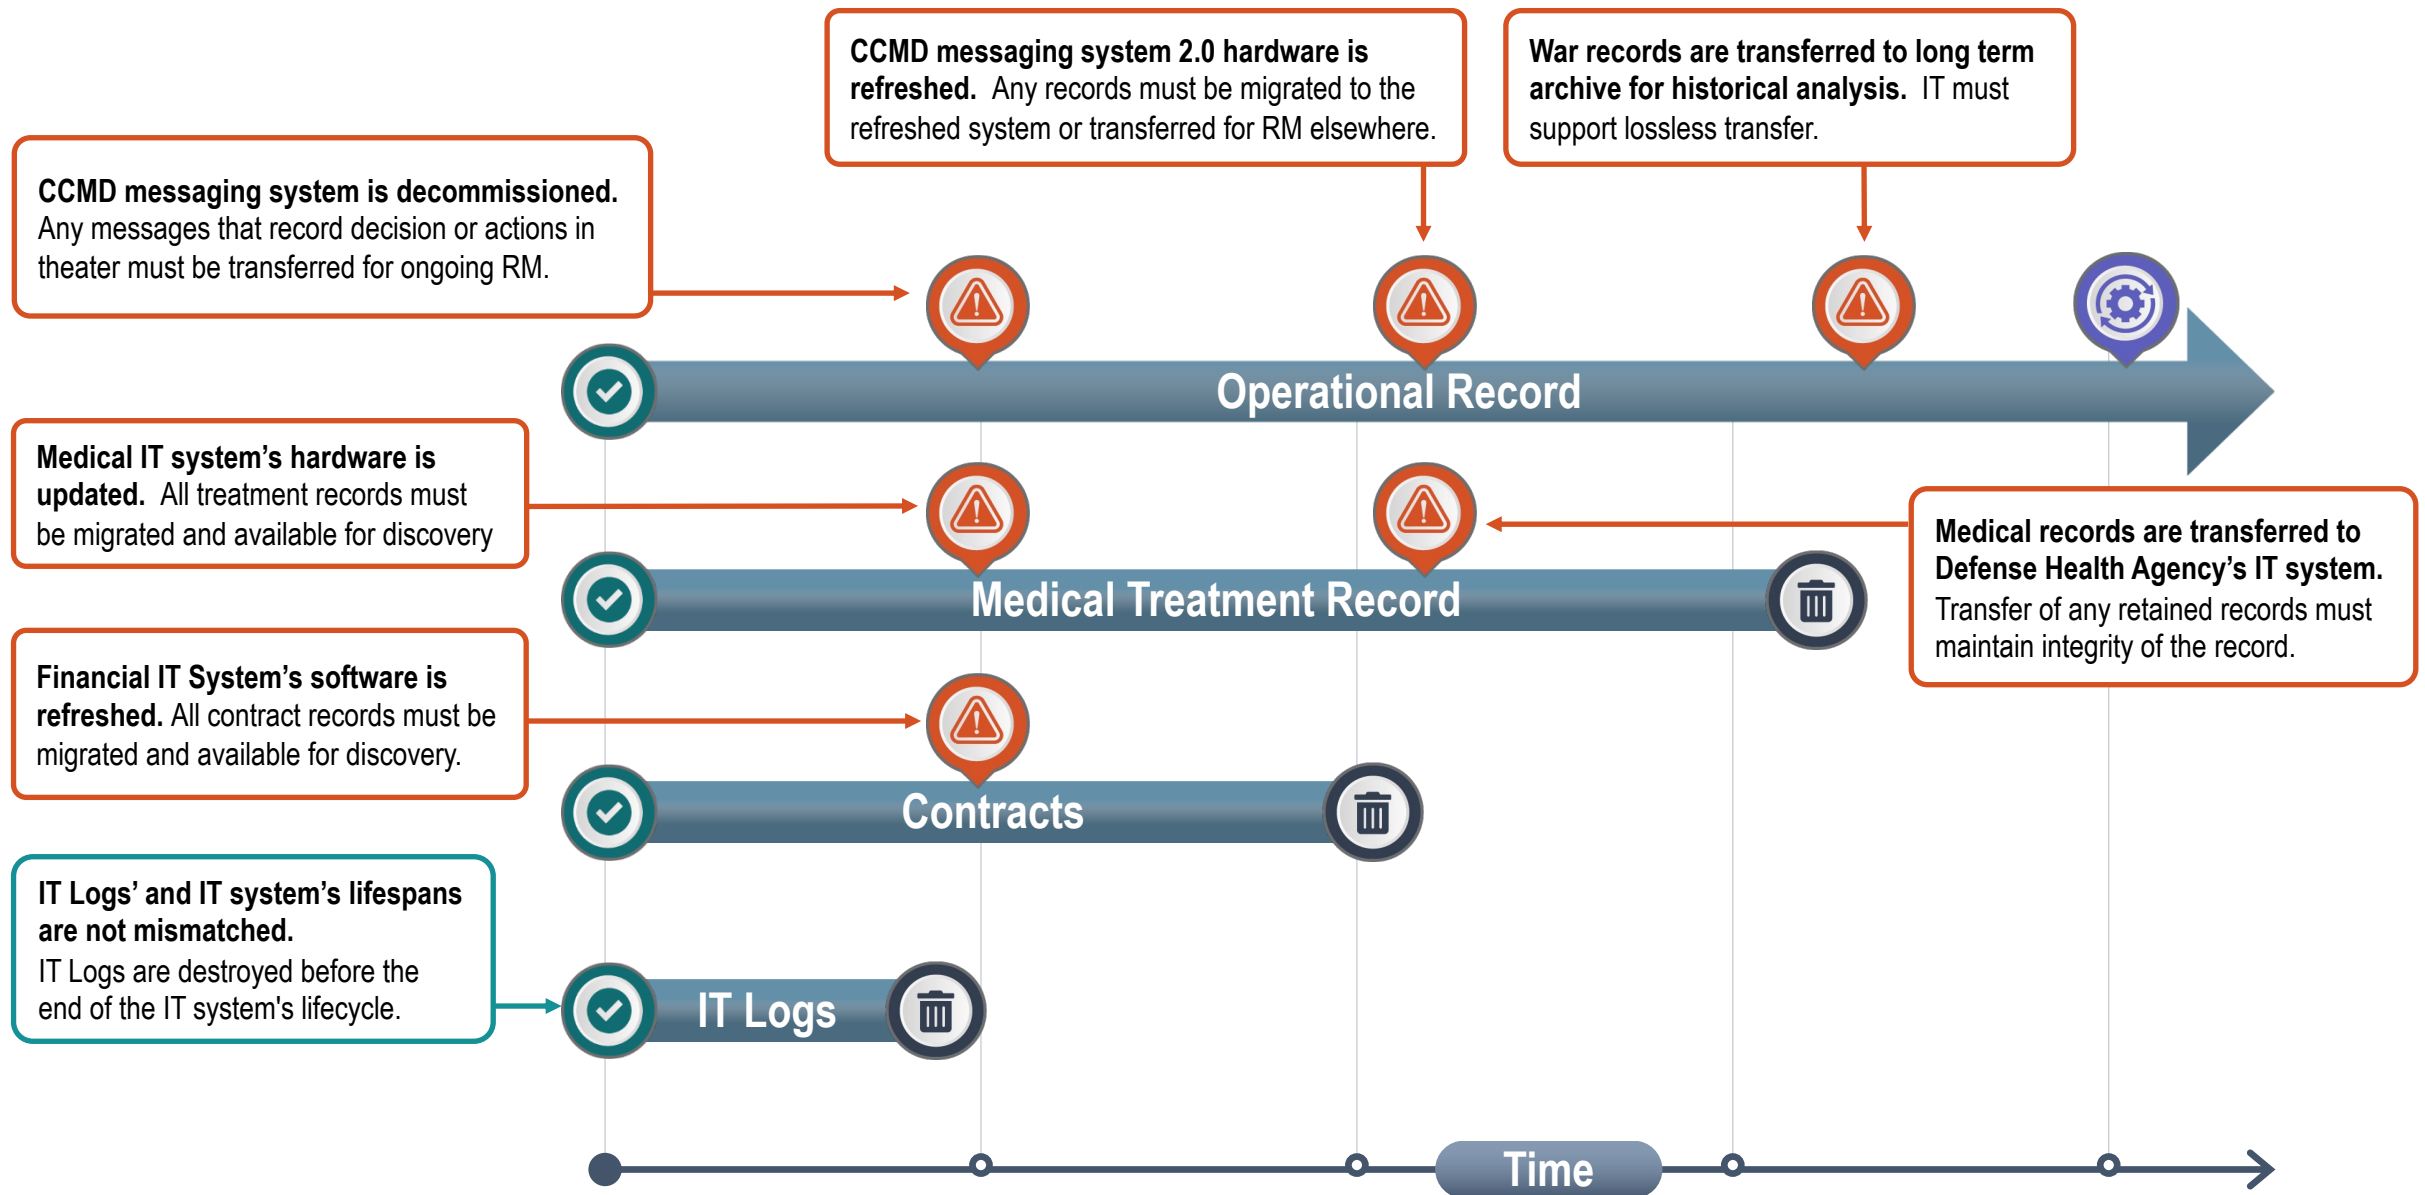 CCMD messaging system 2.0 hardware is
refreshed. Any records must be migrated to the
refreshed system or transferred for RM elsewhere.
War records are transferred to long term
archive for historical analysis. IT must
support lossless transfer.
CCMD messaging system is decommissioned.
Any messages that record decision or actions in
theater must be transferred for ongoing RM.
Operational Record
Medical IT system’s hardware is
updated. All treatment records must
be migrated and available for discovery
Medical records are transferred to
Defense Health Agency’s IT system.
Transfer of any retained records must
maintain integrity of the record.
Medical Treatment Record
Financial IT System’s software is
refreshed. All contract records must be
migrated and available for discovery.
Contracts
IT Logs’ and IT system’s lifespans
are not mismatched.
IT Logs are destroyed before the
end of the IT system's lifecycle.
IT Logs
Time